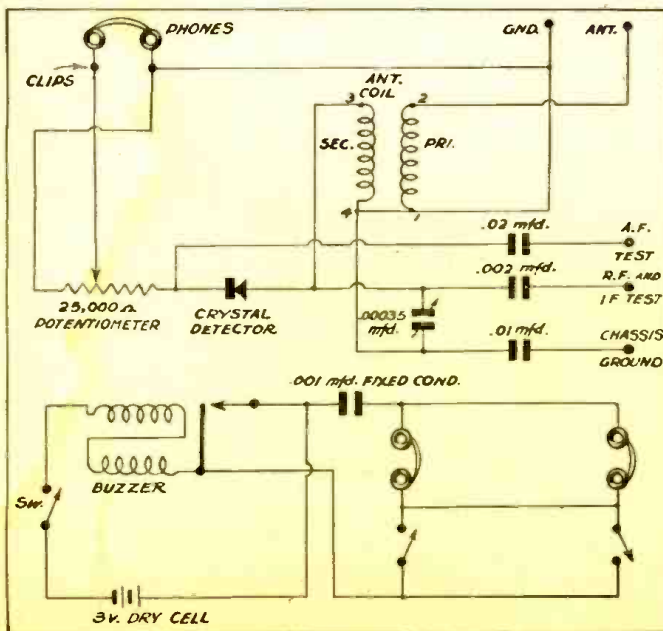 PHONES
GND.
ANT.
CLIPS
ANT.
COIL
3
2
SEC.
PRI.
4
1
.02 mfd.
A.F.
TEST
.002 mfd.
R.F. AND
I F TEST
25,000 Ω
POTENTIOMETER
CRYSTAL
DETECTOR
.00035
mfd.
.01 mfd.
CHASSIS
GROUND
.001 mfd. FIXED COND.
BUZZER
SW.
3V. DRY CELL